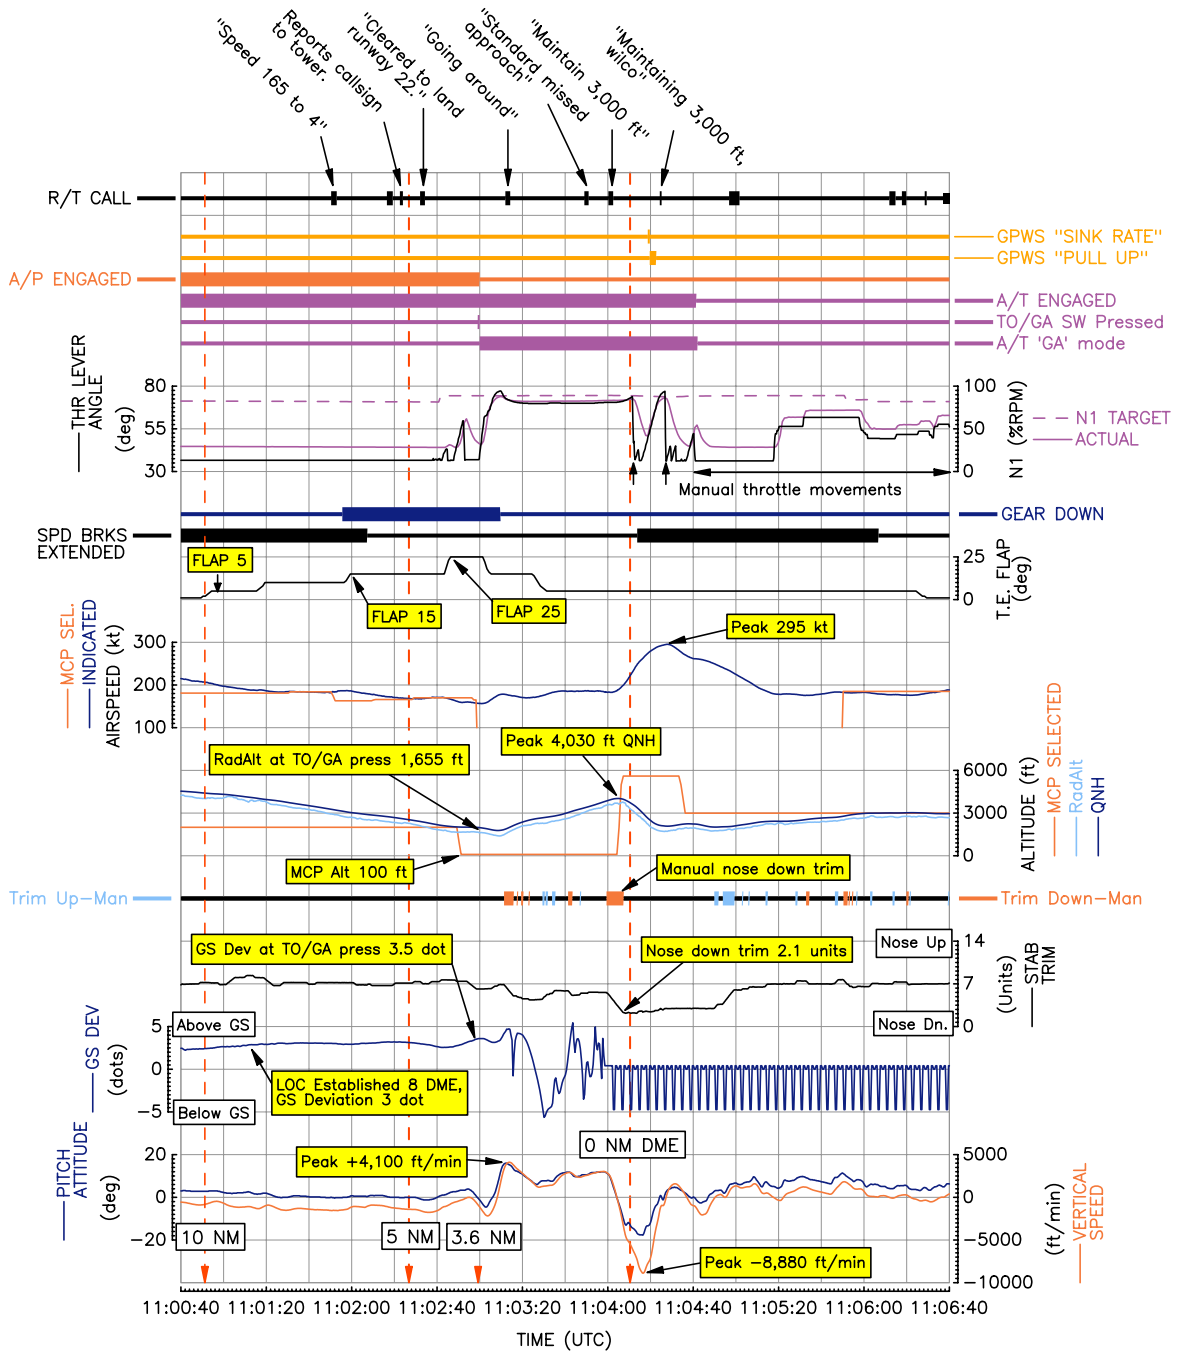 "Speed 165 to 4"
Reports callsign
to tower.
"Cleared to land
runway 22."
"Going around"
"Standard missed
approach"
"Maintain 3,000 ft"
"Maintaining 3,000 ft,
wilco"
R/T CALL
GPWS "SINK RATE"
GPWS "PULL UP"
A/P ENGAGED
A/T ENGAGED
TO/GA SW Pressed
A/T 'GA' mode
THR LEVER
ANGLE
(deg)
80
55
30
100
50
0
N1 (%RPM)
N1 TARGET
ACTUAL
Manual throttle movements
GEAR DOWN
SPD BRKS
EXTENDED
FLAP 5
FLAP 15
FLAP 25
25
0
T.E. FLAP
(deg)
MCP SEL.
INDICATED
AIRSPEED (kt)
300
200
100
Peak 295 kt
Peak 4,030 ft QNH
RadAlt at TO/GA press 1,655 ft
MCP Alt 100 ft
6000
3000
0
ALTITUDE (ft)
MCP SELECTED
RadAlt
QNH
Manual nose down trim
Trim Up-Man
Trim Down-Man
GS Dev at TO/GA press 3.5 dot
Nose down trim 2.1 units
Nose Up
Nose Dn.
14
7
0
(Units)
STAB
TRIM
Above GS
Below GS
5
0
-5
GS DEV
(dots)
LOC Established 8 DME,
GS Deviation 3 dot
0 NM DME
Peak +4,100 ft/min
PITCH
ATTITUDE
(deg)
20
0
-20
10 NM
5 NM
3.6 NM
Peak -8,880 ft/min
5000
0
-5000
-10000
(ft/min)
VERTICAL
SPEED
11:00:40 11:01:20 11:02:00 11:02:40 11:03:20 11:04:00 11:04:40 11:05:20 11:06:00 11:06:40
TIME (UTC)